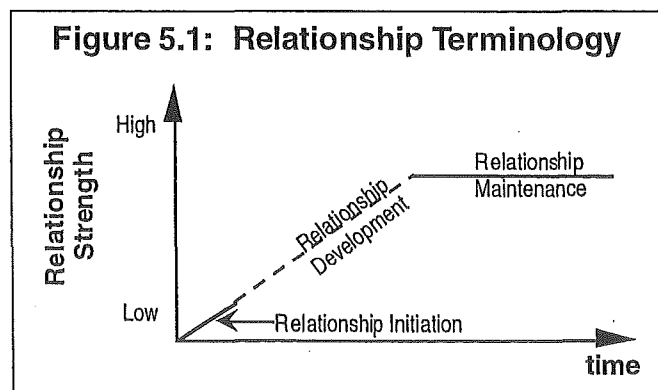 Figure 5.1: Relationship Terminology
Relationship
Strength
High
Low
Relationship
Development
Relationship
Maintenance
Relationship Initiation
time